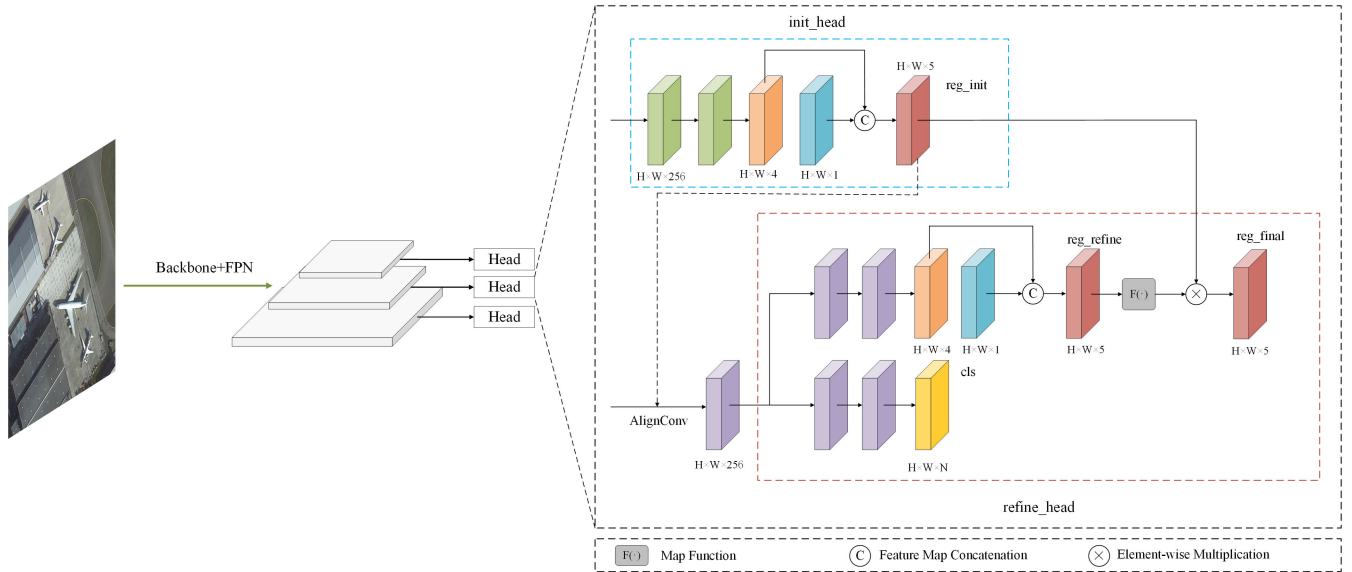 init_head
H×W×5
reg_init
C
H×W×256
H×W×4
H×W×1
Backbone+FPN
Head
Head
Head
reg_refine
reg_final
C
F(·)
×
H×W×4
H×W×1
H×W×5
H×W×5
cls
AlignConv
H×W×256
H×W×N
refine_head
F(·) Map Function
C Feature Map Concatenation
× Element-wise Multiplication